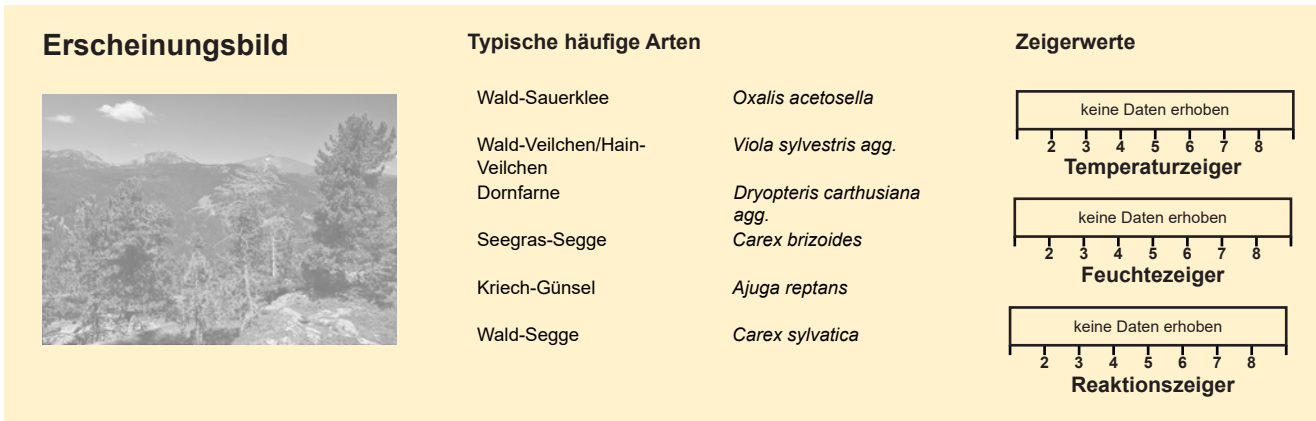 Erscheinungsbild
Typische häufige Arten
Wald-Sauerklee Oxalis acetosella
Wald-Veilchen/Hain- Viola sylvestris agg.
Veilchen
Dornfarne Dryopteris carthusiana
agg.
Seegras-Segge Carex brizoides
Kriech-Günsel Ajuga reptans
Wald-Segge Carex sylvatica
Zeigerwerte
keine Daten erhoben
2 3 4 5 6 7 8
Temperaturzeiger
keine Daten erhoben
2 3 4 5 6 7 8
Feuchtezeiger
keine Daten erhoben
2 3 4 5 6 7 8
Reaktionszeiger